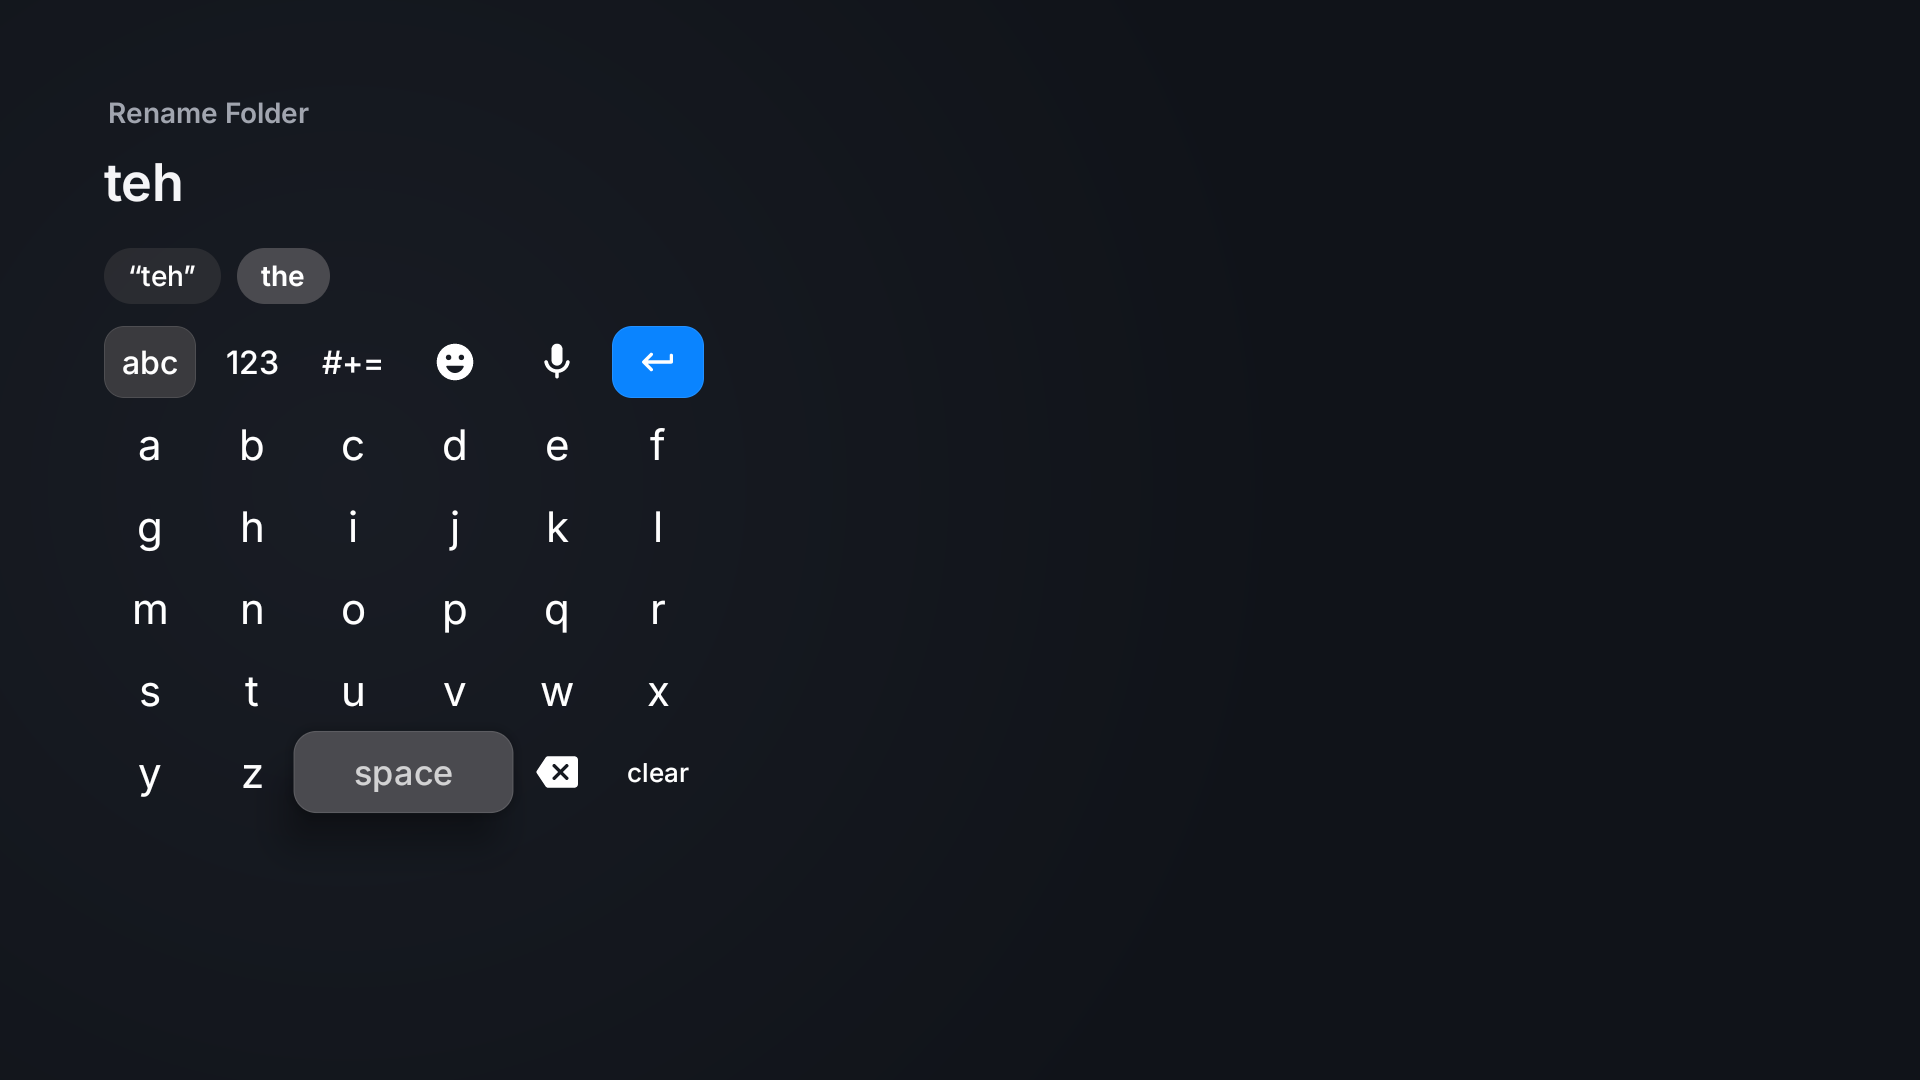 Rename Folder
teh
“teh” the
abc 123 #+=
a b c d e f
g h i j k l
m n o p q r
s t u v w x
y z space clear